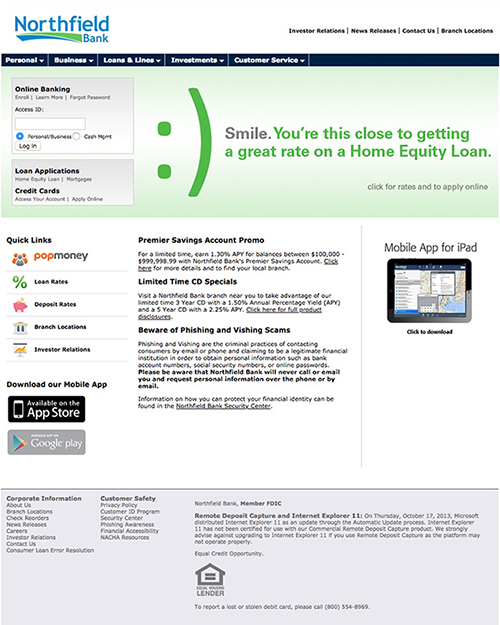 Northfield
Bank
Investor Relations | News Releases | Contact Us | Branch Locations
Personal
Business
Loans & Lines
Investments
Customer Service
Online Banking
Enroll | Learn More | Forgot Password
Access ID:
Personal/Business Cash Mgmt
Log In
Loan Applications
Home Equity Loan | Mortgages
Credit Cards
Access Your Account | Apply Online
:)
Smile. You're this close to getting
a great rate on a Home Equity Loan.
click for rates and to apply online
Quick Links
popmoney
Loan Rates
Deposit Rates
Branch Locations
Investor Relations
Download our Mobile App
Available on the
App Store
ANDROID APP ON
Google play
Premier Savings Account Promo
For a limited time, earn 1.30% APY for balances between $100,000 -
$999,998.99 with Northfield Bank's Premier Savings Account. Click
here for more details and to find your local branch.
Limited Time CD Specials
Visit a Northfield Bank branch near you to take advantage of our
limited time 3 Year CD with a 1.50% Annual Percentage Yield (APY)
and a 5 Year CD with a 2.25% APY. Click here for full product
disclosures.
Beware of Phishing and Vishing Scams
Phishing and Vishing are the criminal practices of contacting
consumers by email or phone and claiming to be a legitimate financial
institution in order to obtain personal information such as bank
account numbers, social security numbers, or online passwords.
Please be aware that Northfield Bank will never call or email
you and request personal information over the phone or by
email.
Information on how you can protect your financial identity can be
found in the Northfield Bank Security Center.
Mobile App for iPad
Click to download
Corporate Information
About Us
Branch Locations
Check Reorders
News Releases
Careers
Investor Relations
Contact Us
Consumer Loan Error Resolution
Customer Safety
Privacy Policy
Customer ID Program
Security Center
Phishing Awareness
Financial Accessibility
NACHA Resources
Northfield Bank, Member FDIC
Remote Deposit Capture and Internet Explorer 11: On Thursday, October 17, 2013, Microsoft
distributed Internet Explorer 11 as an update through the Automatic Update process. Internet Explorer
11 has not been certified for use with our Commercial Remote Deposit Capture product. We strongly
advise against upgrading to Internet Explorer 11 if you use Remote Deposit Capture as the platform may
not operate properly.
Equal Credit Opportunity.
EQUAL HOUSING
LENDER
To report a lost or stolen debit card, please call (800) 554-8969.